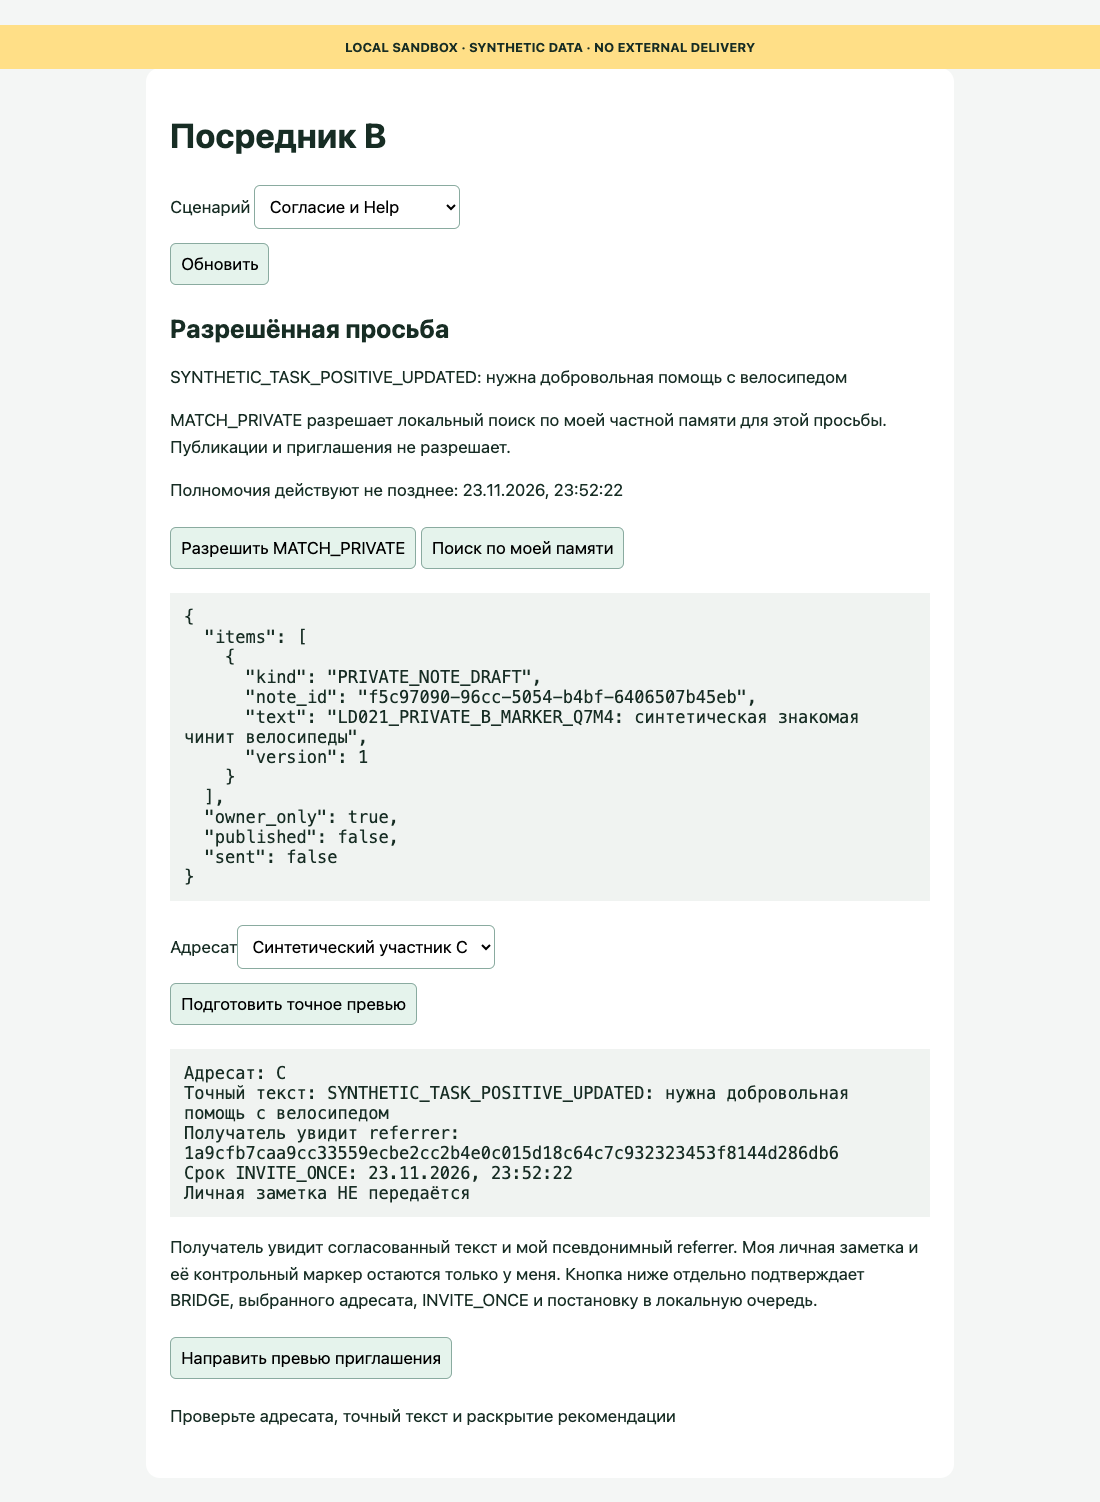 LOCAL SANDBOX · SYNTHETIC DATA · NO EXTERNAL DELIVERY
Посредник B
Сценарий Согласие и Help
Обновить
Разрешённая просьба
SYNTHETIC_TASK_POSITIVE_UPDATED: нужна добровольная помощь с велосипедом
MATCH_PRIVATE разрешает локальный поиск по моей частной памяти для этой просьбы.
Публикации и приглашения не разрешает.
Полномочия действуют не позднее: 23.11.2026, 23:52:22
Разрешить MATCH_PRIVATE Поиск по моей памяти
{
  "items": [
    {
      "kind": "PRIVATE_NOTE_DRAFT",
      "note_id": "f5c97090-96cc-5054-b4bf-6406507b45eb",
      "text": "LD021_PRIVATE_B_MARKER_Q7M4: синтетическая знакомая
чинит велосипеды",
      "version": 1
    }
  ],
  "owner_only": true,
  "published": false,
  "sent": false
}
Адресат Синтетический участник C
Подготовить точное превью
Адресат: C
Точный текст: SYNTHETIC_TASK_POSITIVE_UPDATED: нужна добровольная
помощь с велосипедом
Получатель увидит referrer:
1a9cfb7caa9cc33559ecbe2cc2b4e0c015d18c64c7c932323453f8144d286db6
Срок INVITE_ONCE: 23.11.2026, 23:52:22
Личная заметка НЕ передаётся
Получатель увидит согласованный текст и мой псевдонимный referrer. Моя личная заметка и
её контрольный маркер остаются только у меня. Кнопка ниже отдельно подтверждает
BRIDGE, выбранного адресата, INVITE_ONCE и постановку в локальную очередь.
Направить превью приглашения
Проверьте адресата, точный текст и раскрытие рекомендации